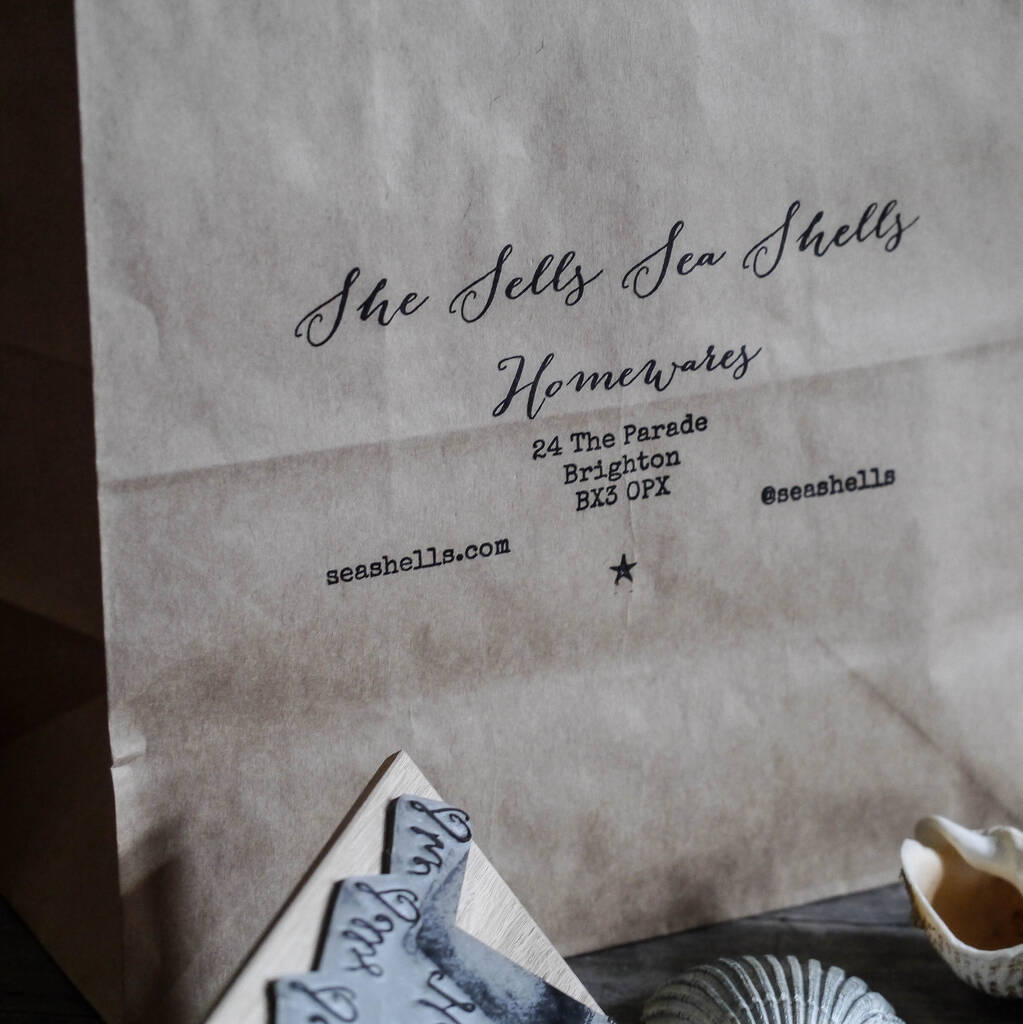 She Sells Sea Shells
Homewares
24 The Parade
Brighton
BX3 0PX
@seashells
seashells.com